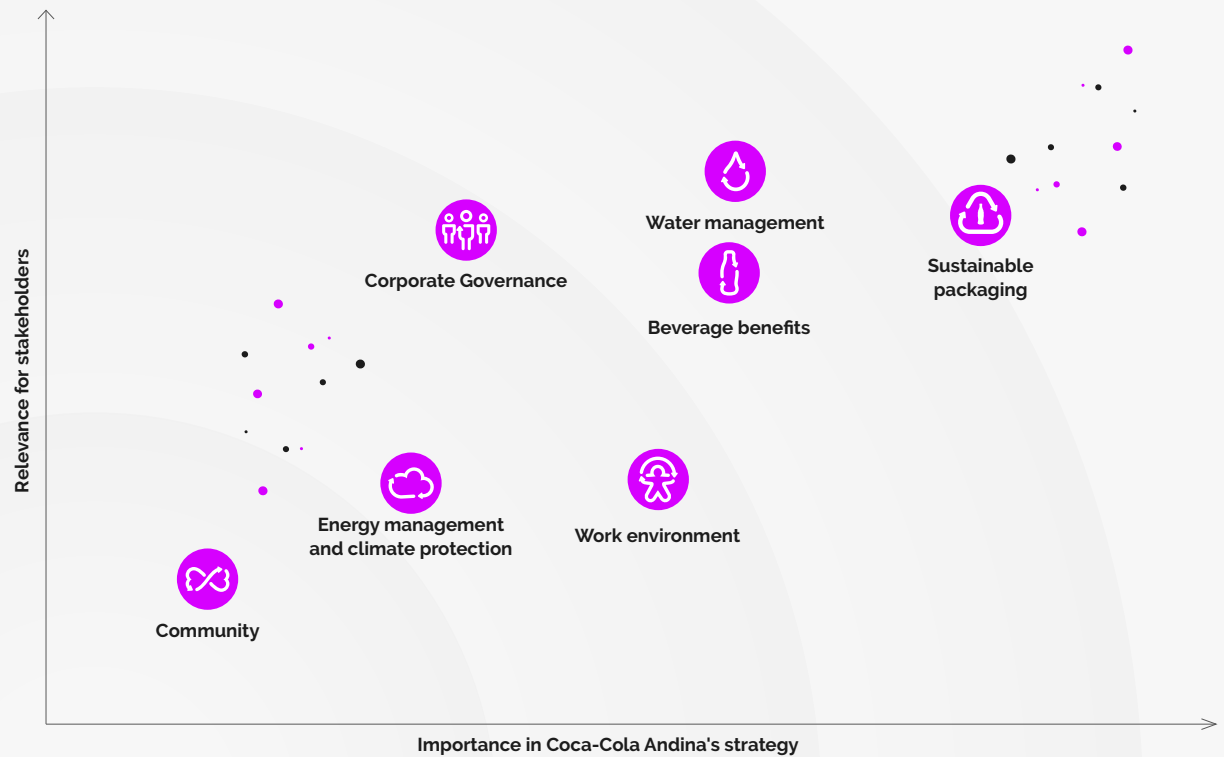 Relevance for stakeholders
Water management
Corporate Governance
Sustainable
packaging
Beverage benefits
Energy management
and climate protection
Work environment
Community
Importance in Coca-Cola Andina's strategy